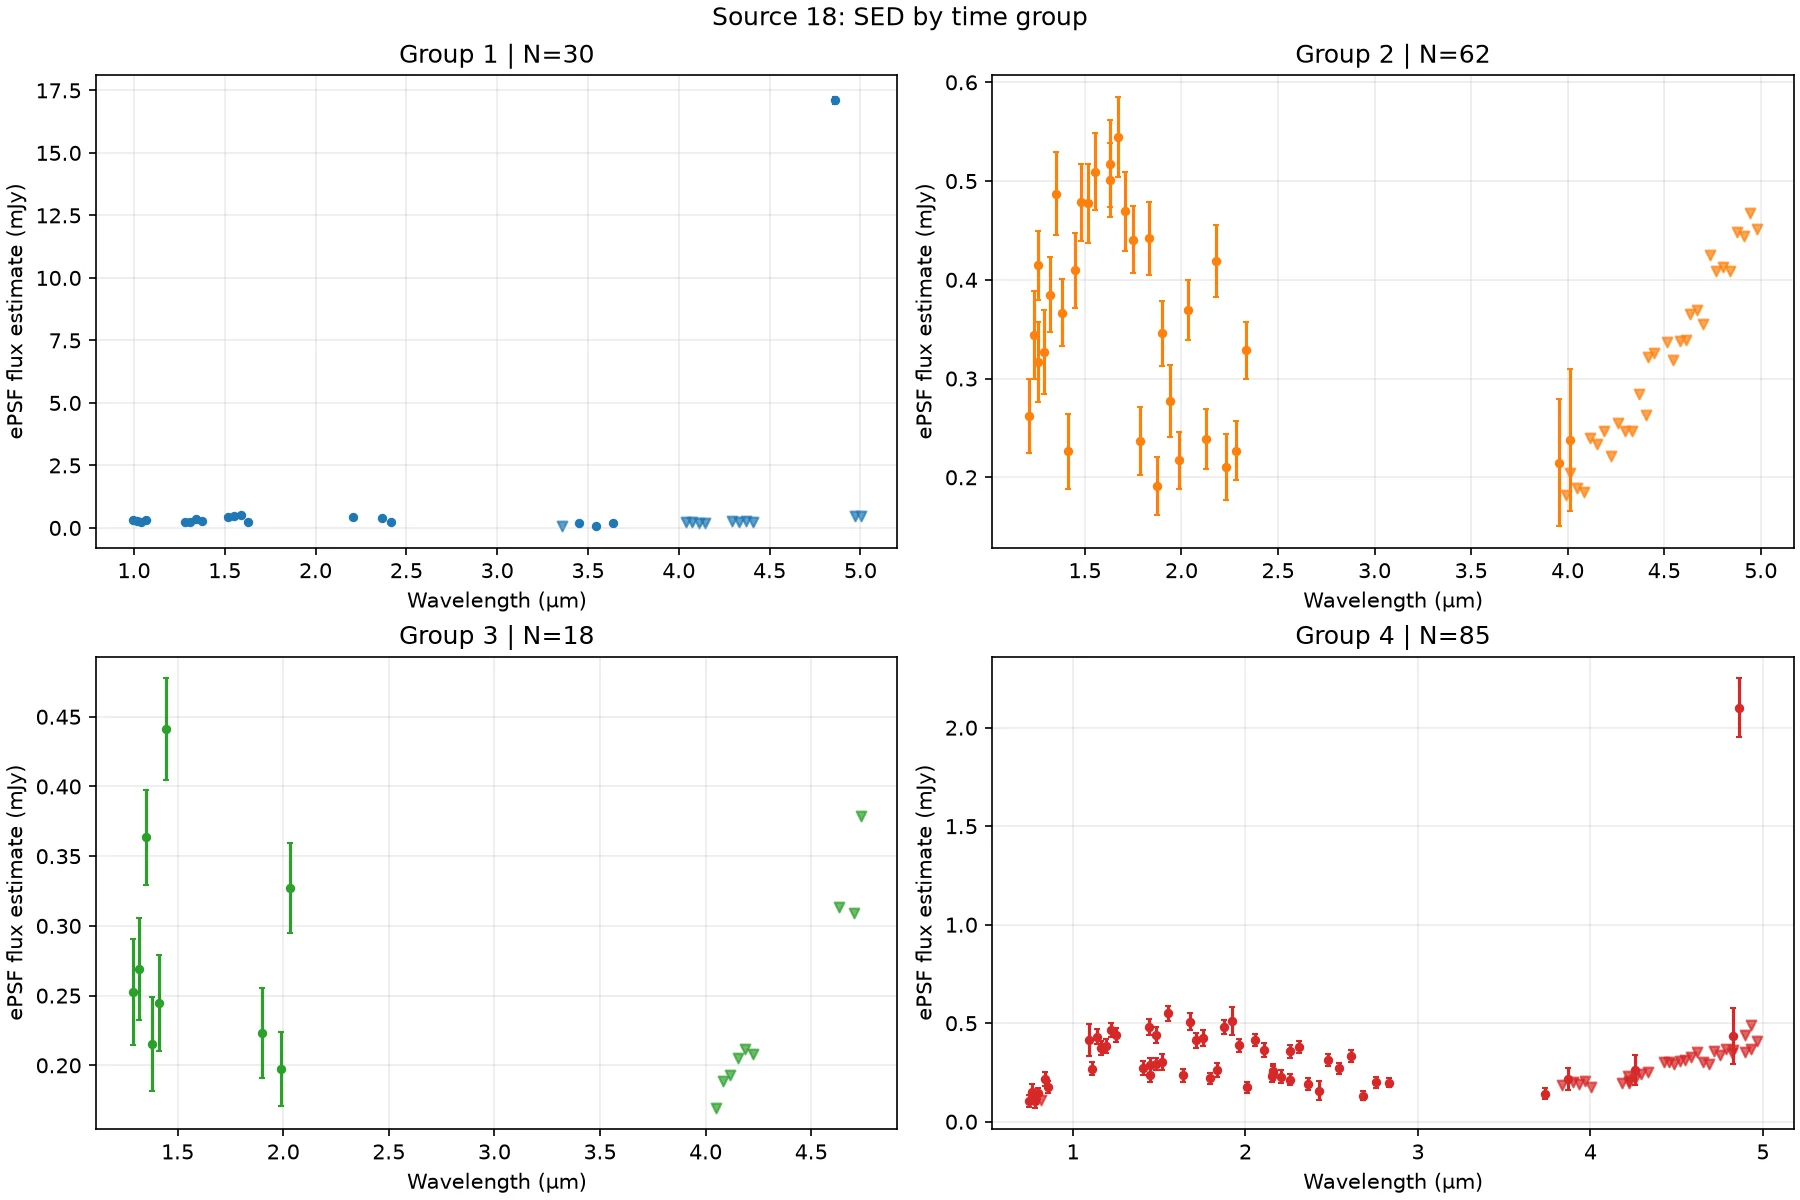 Source 18: SED by time group
Group 1 | N=30
17.5
15.0
12.5
10.0
7.5
5.0
2.5
0.0
ePSF flux estimate (mJy)
1.0 1.5 2.0 2.5 3.0 3.5 4.0 4.5 5.0
Wavelength (µm)
Group 2 | N=62
0.6
0.5
0.4
0.3
0.2
ePSF flux estimate (mJy)
1.5 2.0 2.5 3.0 3.5 4.0 4.5 5.0
Wavelength (µm)
Group 3 | N=18
0.45
0.40
0.35
0.30
0.25
0.20
ePSF flux estimate (mJy)
1.5 2.0 2.5 3.0 3.5 4.0 4.5
Wavelength (µm)
Group 4 | N=85
2.0
1.5
1.0
0.5
0.0
ePSF flux estimate (mJy)
1 2 3 4 5
Wavelength (µm)